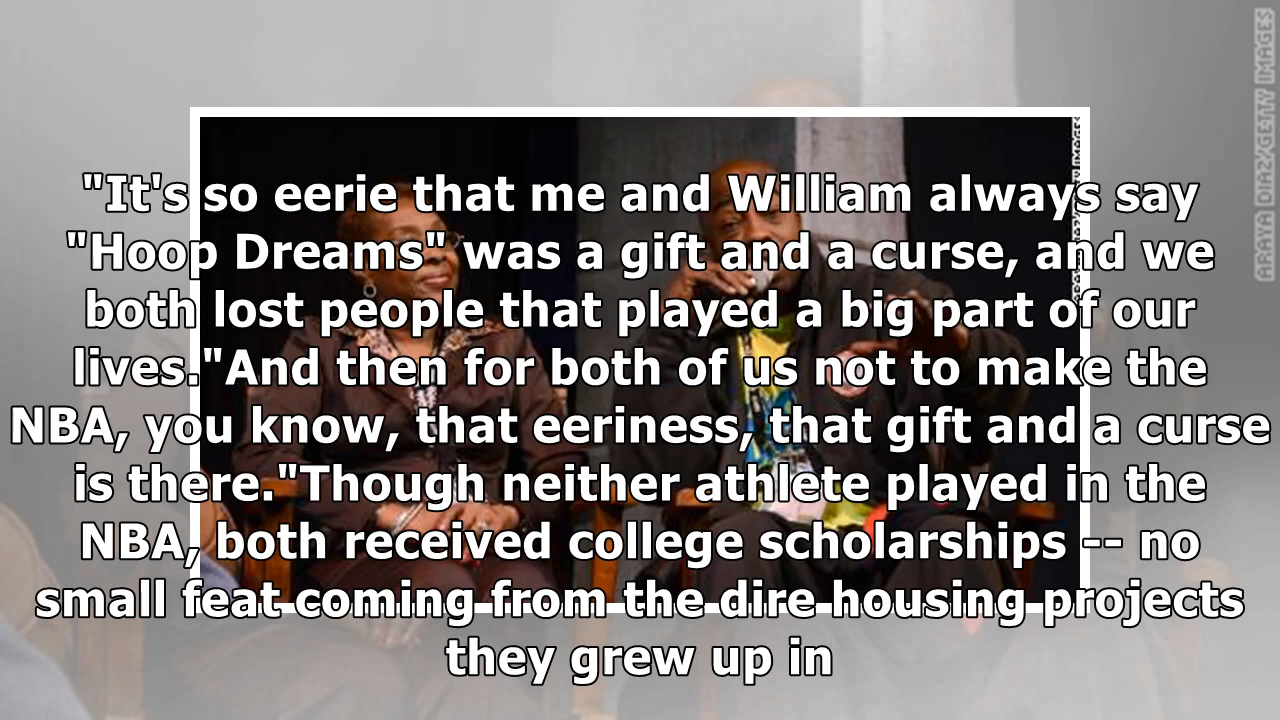 "It's so eerie that me and William always say
"Hoop Dreams" was a gift and a curse, and we
both lost people that played a big part of our
lives."And then for both of us not to make the
NBA, you know, that eeriness, that gift and a curse
is there."Though neither athlete played in the
NBA, both received college scholarships -- no
small feat coming from the dire housing projects
they grew up in
ARAYA DIAZ/GETTY IMAGES